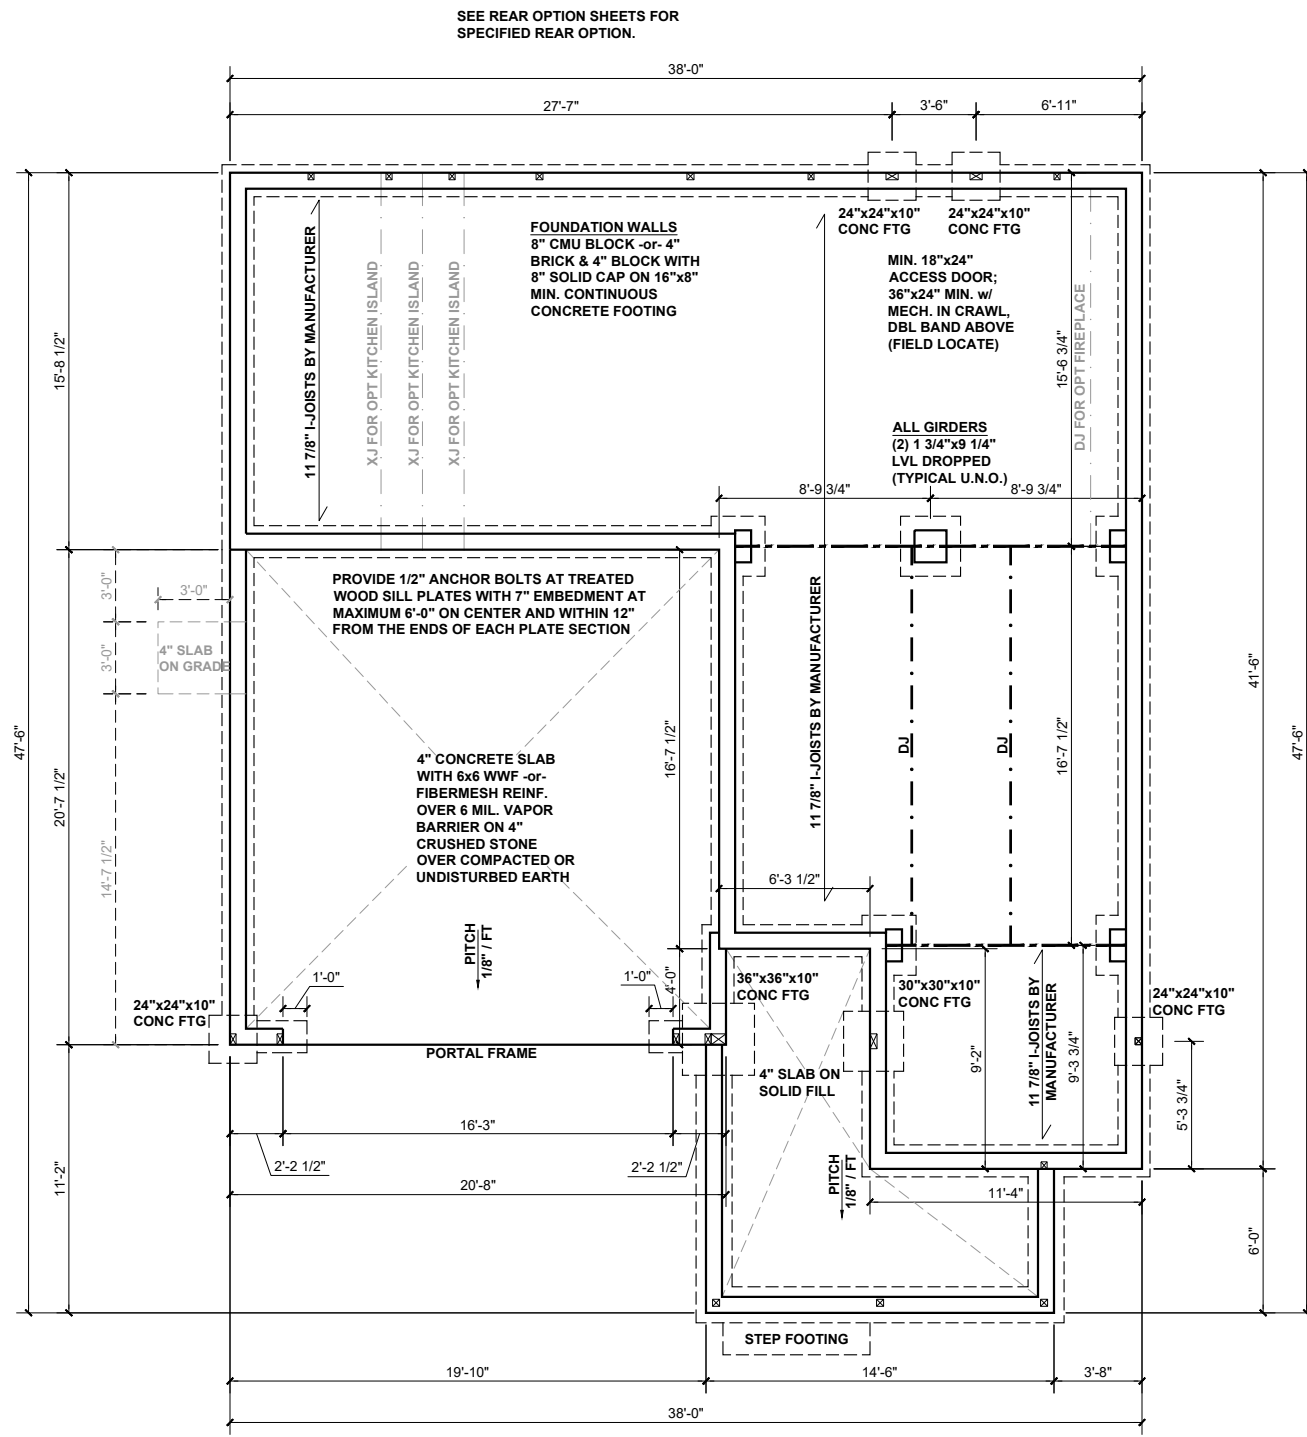 SEE REAR OPTION SHEETS FOR
SPECIFIED REAR OPTION.
38'-0"
27'-7"
3'-6"
6'-11"
24"x24"x10"
CONC FTG
24"x24"x10"
CONC FTG
FOUNDATION WALLS
8" CMU BLOCK -or- 4"
BRICK & 4" BLOCK WITH
8" SOLID CAP ON 16"x8"
MIN. CONTINUOUS
CONCRETE FOOTING
MIN. 18"x24"
ACCESS DOOR;
36"x24" MIN. w/
MECH. IN CRAWL,
DBL BAND ABOVE
(FIELD LOCATE)
11 7/8" I-JOISTS BY MANUFACTURER
XJ FOR OPT KITCHEN ISLAND
XJ FOR OPT KITCHEN ISLAND
XJ FOR OPT KITCHEN ISLAND
15'-8 1/2"
15'-6 3/4"
DJ FOR OPT FIREPLACE
ALL GIRDERS
(2) 1 3/4"x9 1/4"
LVL DROPPED
(TYPICAL U.N.O.)
8'-9 3/4"
8'-9 3/4"
PROVIDE 1/2" ANCHOR BOLTS AT TREATED
WOOD SILL PLATES WITH 7" EMBEDMENT AT
MAXIMUM 6'-0" ON CENTER AND WITHIN 12"
FROM THE ENDS OF EACH PLATE SECTION
3'-0"
3'-0"
3'-0"
4" SLAB
ON GRADE
14'-7 1/2"
47'-6"
20'-7 1/2"
11 7/8" I-JOISTS BY MANUFACTURER
16'-7 1/2"
DJ
DJ
16'-7 1/2"
41'-6"
47'-6"
4" CONCRETE SLAB
WITH 6x6 WWF -or-
FIBERMESH REINF.
OVER 6 MIL. VAPOR
BARRIER ON 4"
CRUSHED STONE
OVER COMPACTED OR
UNDISTURBED EARTH
6'-3 1/2"
PITCH
1/8" / FT
1'-0"
1'-0"
4'-0"
24"x24"x10"
CONC FTG
36"x36"x10"
CONC FTG
30"x30"x10"
CONC FTG
24"x24"x10"
CONC FTG
11 7/8" I-JOISTS BY
MANUFACTURER
PORTAL FRAME
4" SLAB ON
SOLID FILL
9'-2"
9'-3 3/4"
5'-3 3/4"
16'-3"
2'-2 1/2"
2'-2 1/2"
20'-8"
PITCH
1/8" / FT
11'-4"
11'-2"
6'-0"
STEP FOOTING
19'-10"
14'-6"
3'-8"
38'-0"